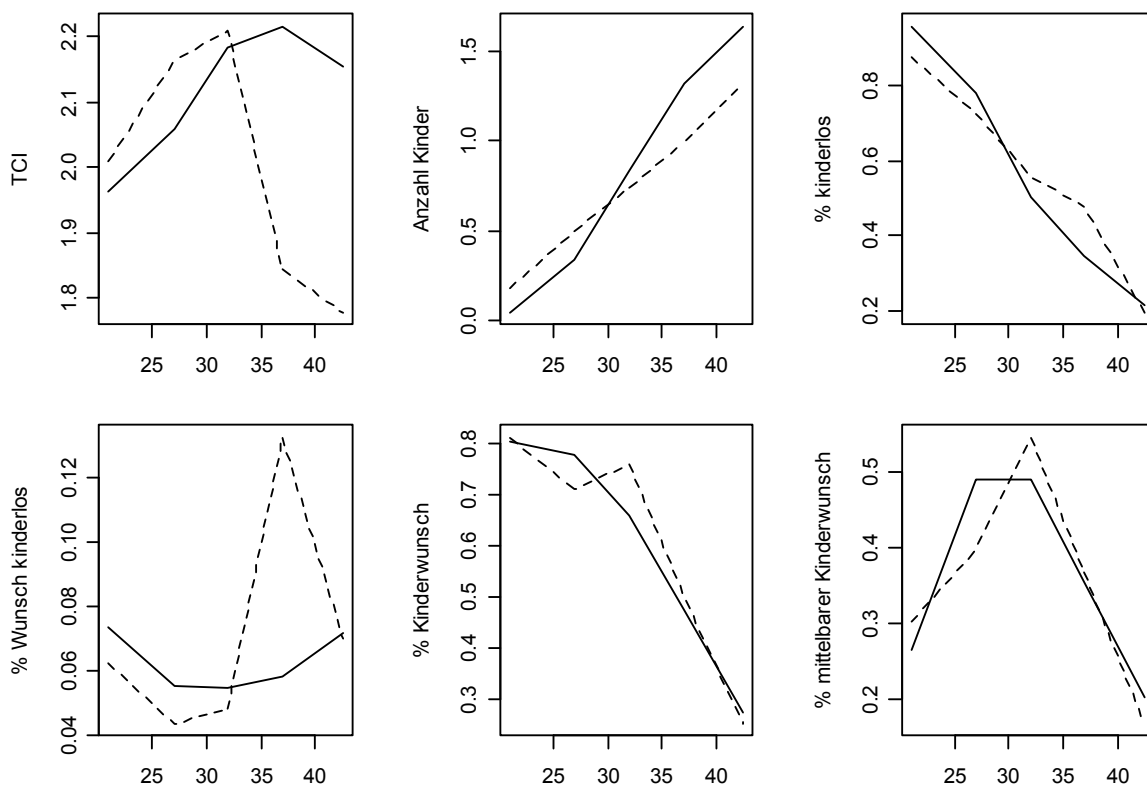 TCI
1.8 1.9 2.0 2.1 2.2
25 30 35 40
Anzahl Kinder
0.0 0.5 1.0 1.5
25 30 35 40
% kinderlos
0.2 0.4 0.6 0.8
25 30 35 40
% Wunsch kinderlos
0.04 0.06 0.08 0.10 0.12
25 30 35 40
% Kinderwunsch
0.3 0.4 0.5 0.6 0.7 0.8
25 30 35 40
% mittelbarer Kinderwunsch
0.2 0.3 0.4 0.5
25 30 35 40